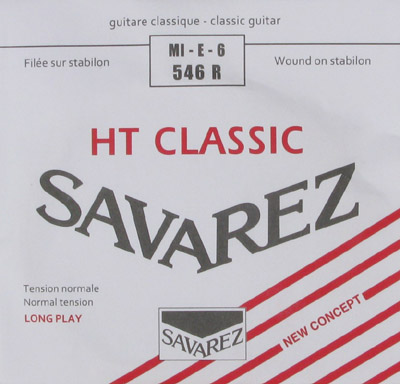 guitare classique - classic guitar
Filée sur stabilon
MI - E - 6
546 R
Wound on stabilon
HT CLASSIC
SAVAREZ
Tension normale
Normal tension
LONG PLAY
SAVAREZ
NEW CONCEPT